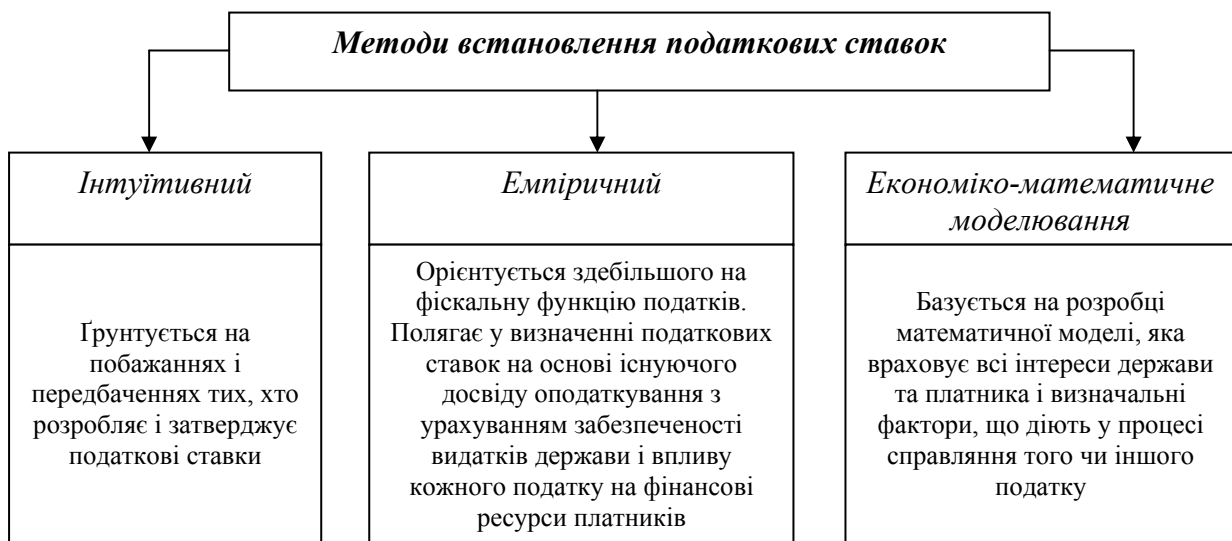 Методи встановлення податкових ставок
Інтуїтивний
Ґрунтується на
побажаннях і
передбаченнях тих, хто
розробляє і затверджує
податкові ставки
Емпіричний
Орієнтується здебільшого на
фіскальну функцію податків.
Полягає у визначенні податкових
ставок на основі існуючого
досвіду оподаткування з
урахуванням забезпеченості
видатків держави і впливу
кожного податку на фінансові
ресурси платників
Економіко-математичне
моделювання
Базується на розробці
математичної моделі, яка
враховує всі інтереси держави
та платника і визначальні
фактори, що діють у процесі
справляння того чи іншого
податку